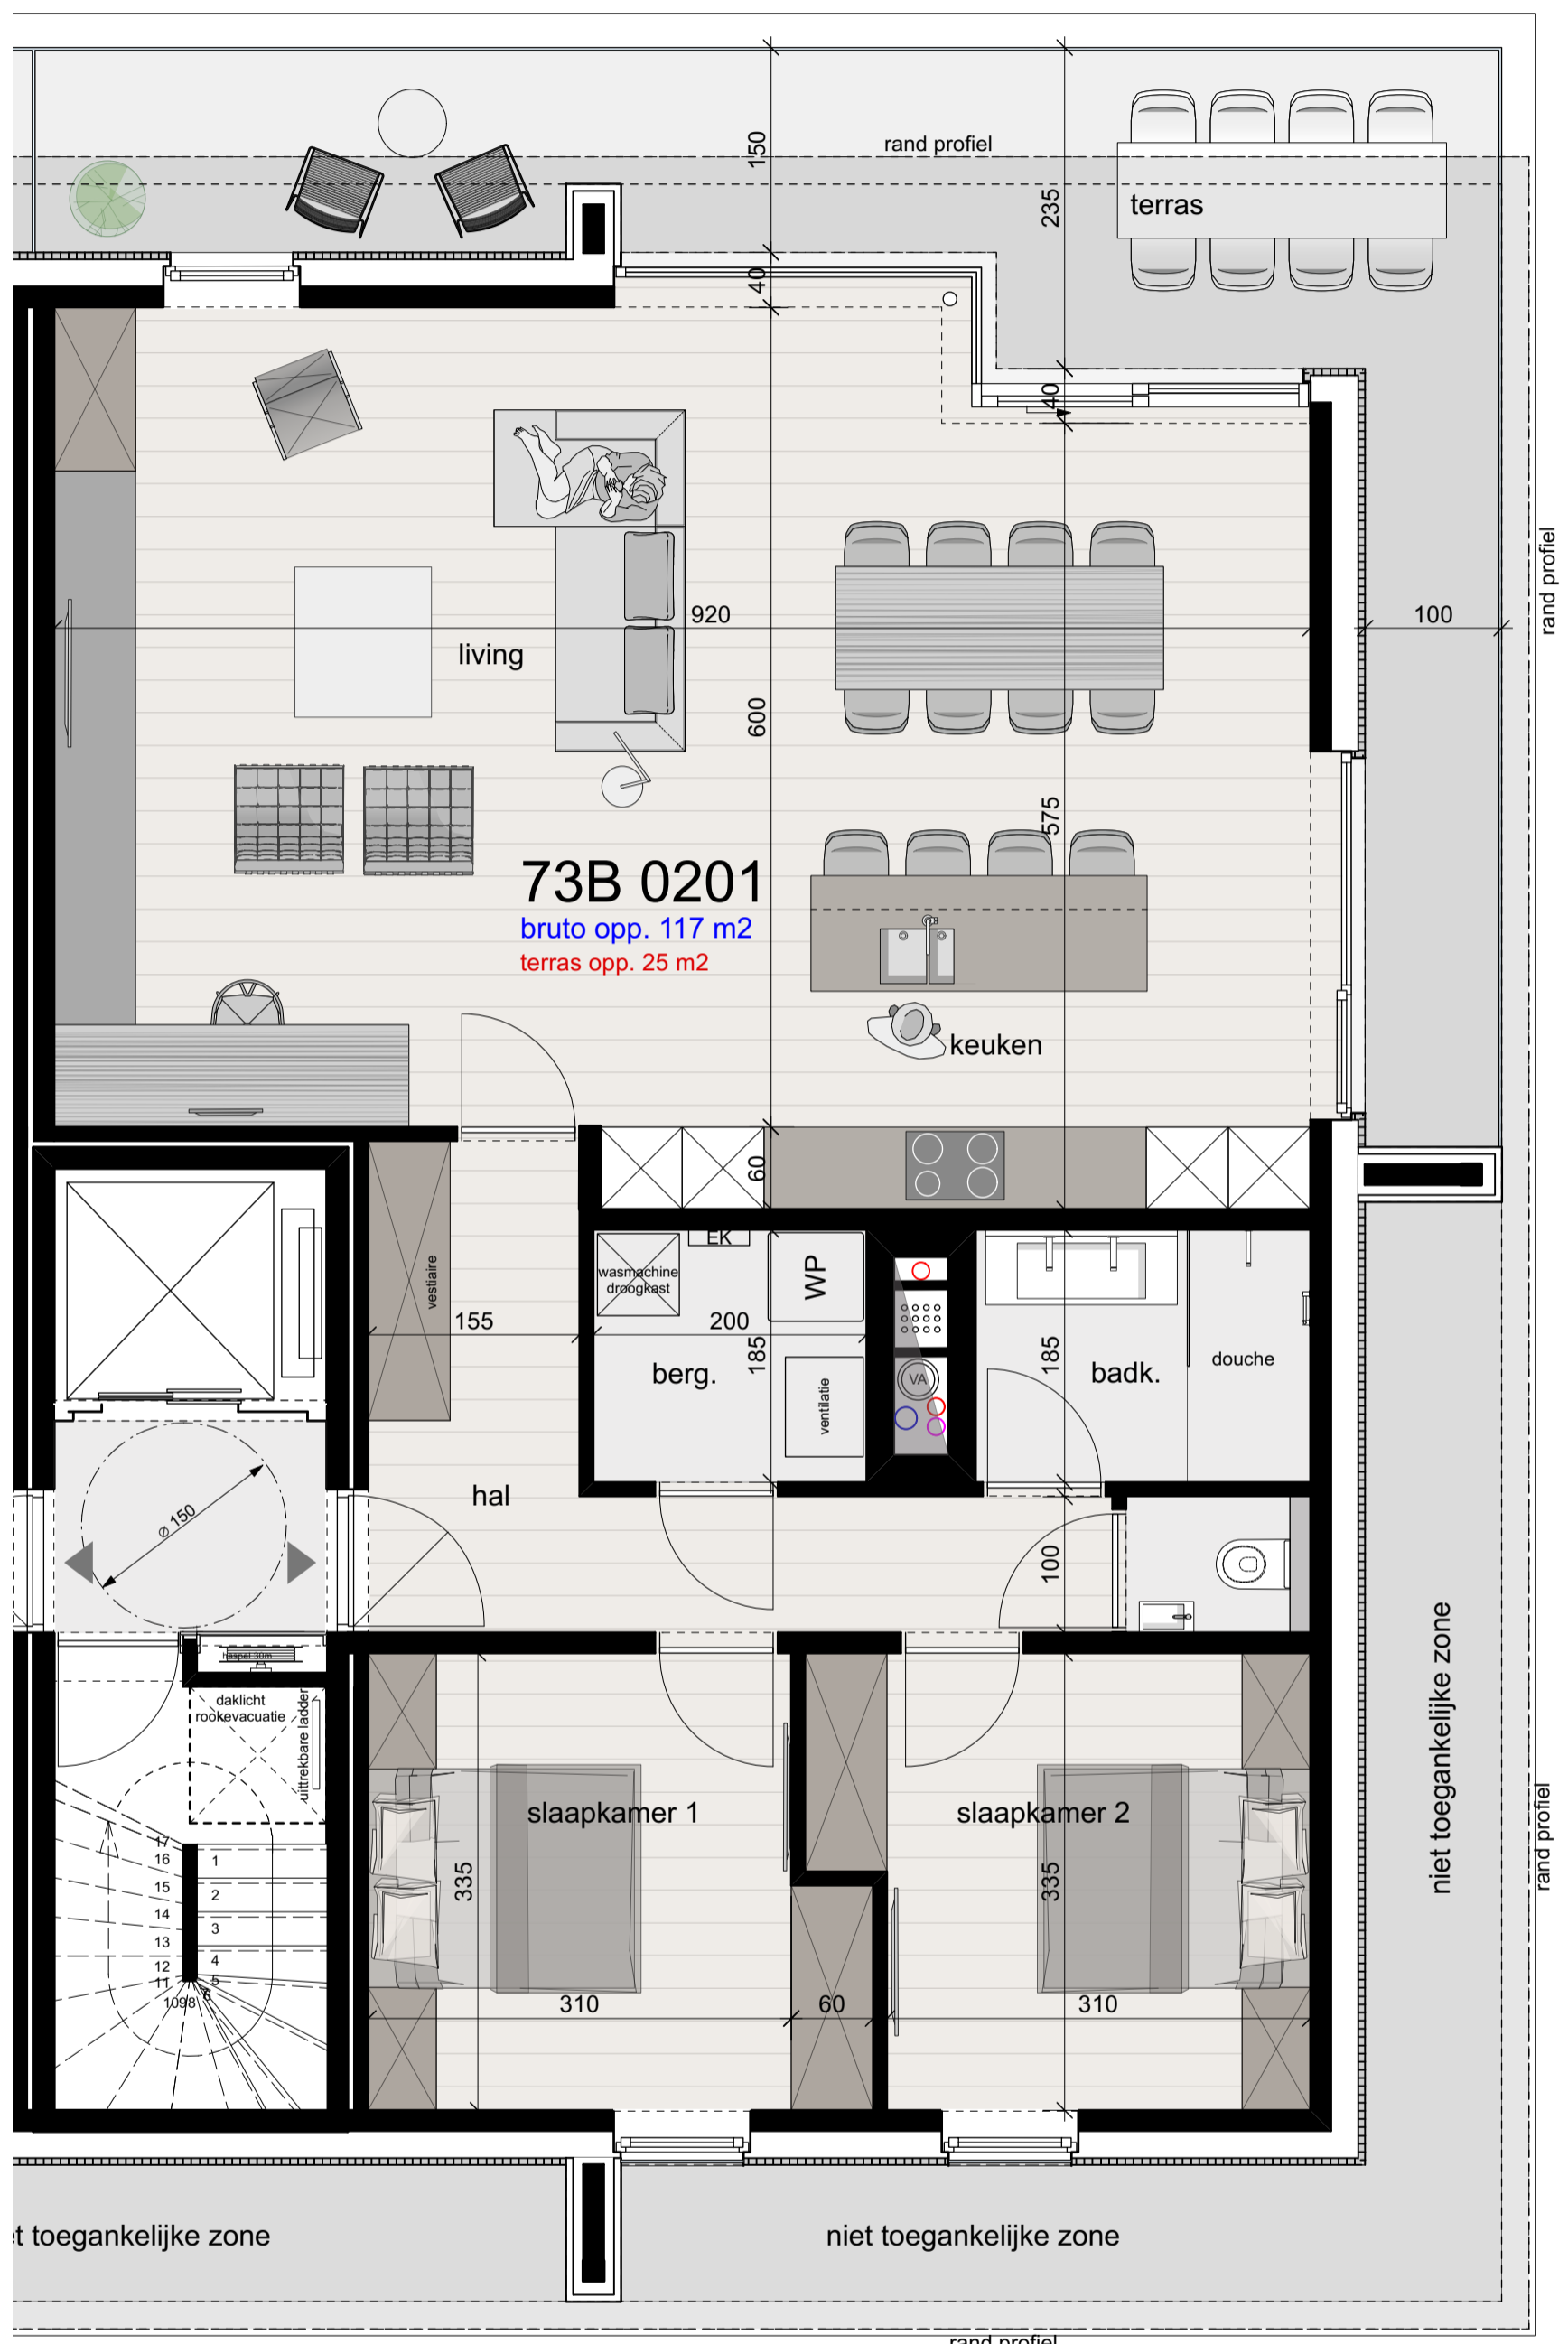 rand profiel
150
235
terras
40
40
rand profiel
920
100
living
600
575
73B 0201
bruto opp. 117 m2
terras opp. 25 m2
keuken
60
vestiaire
EK
wasmachine
droogkast
WP
155
200
185
185
berg.
badk.
douche
VA
ventilatie
hal
⌀ 150
100
haspel 30m
daklicht
rookevacuatie
uittrekbare ladder
niet toegankelijke zone
rand profiel
slaapkamer 1
slaapkamer 2
17
16
1
15
2
14
3
13
4
12
5
11
6
1098
335
335
310
60
310
et toegankelijke zone
niet toegankelijke zone
rand profiel